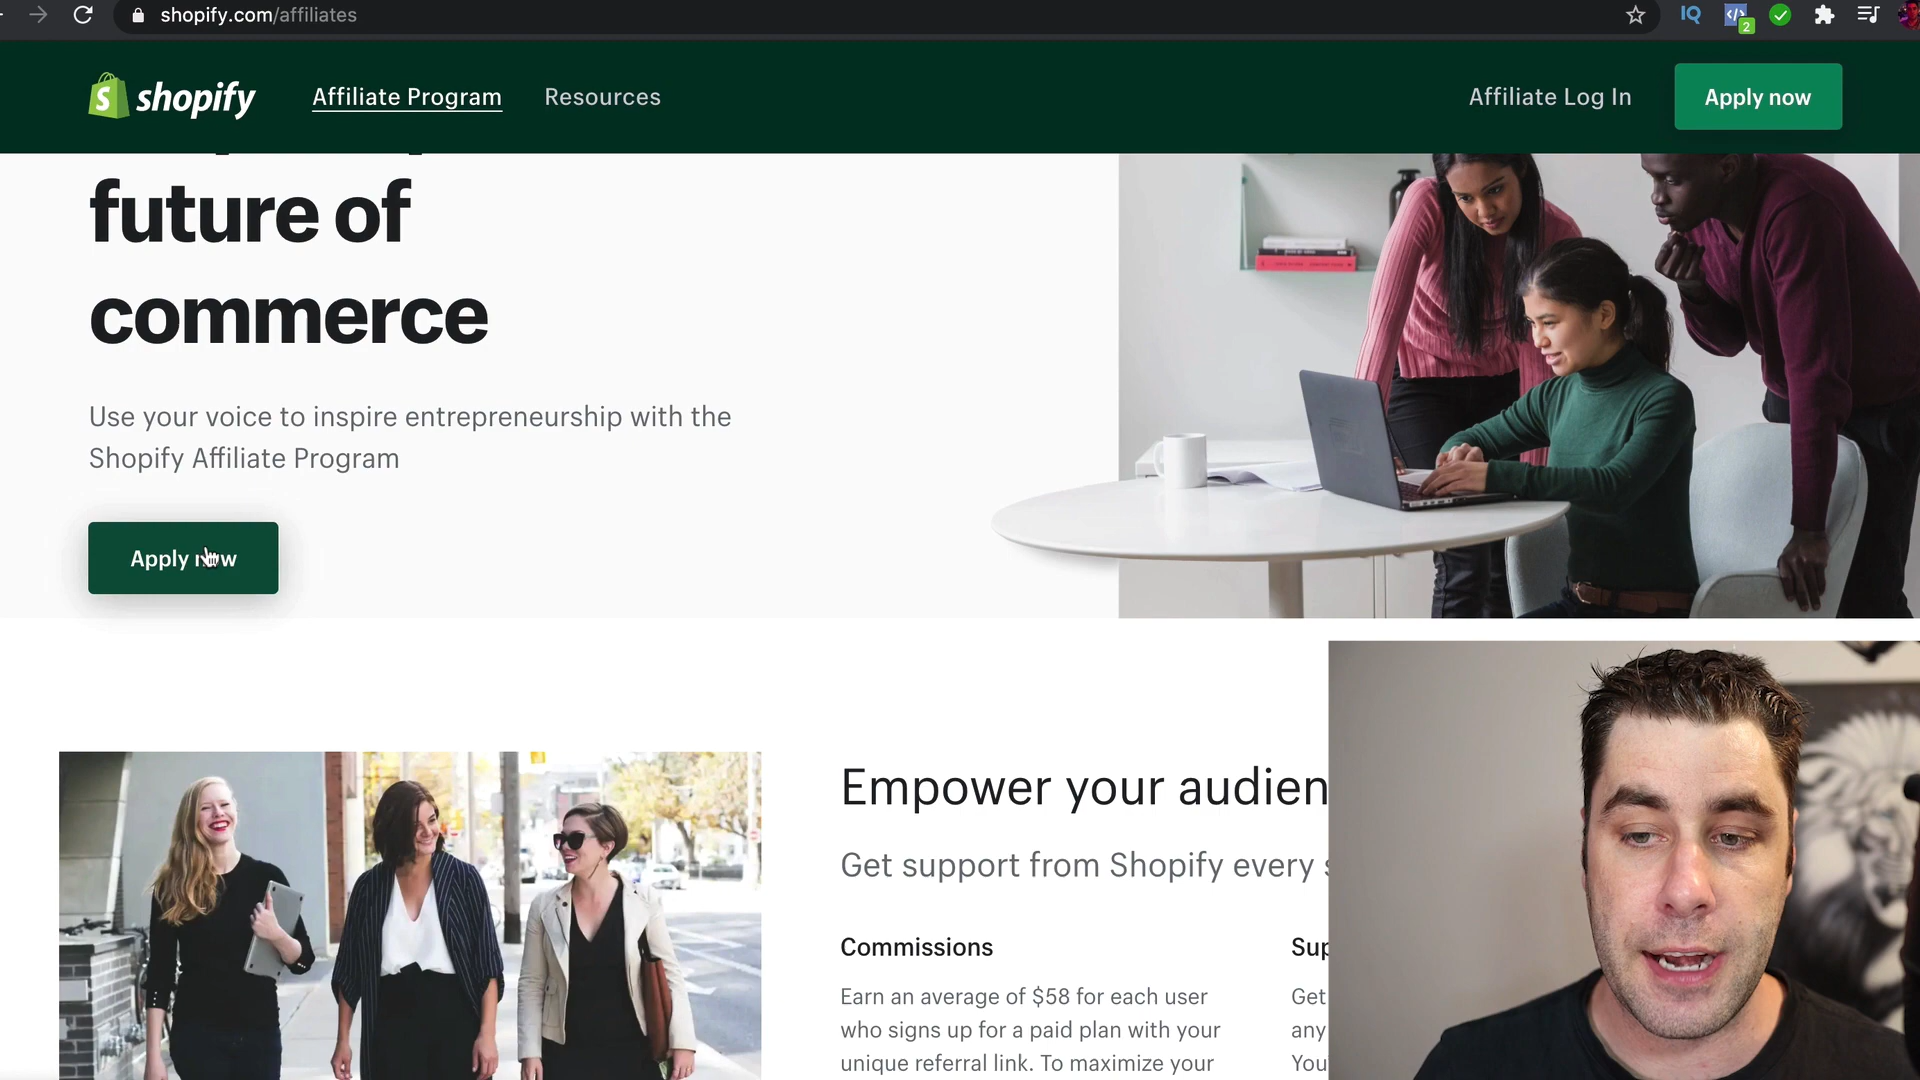 shopify.com/affiliates
IQ
2
shopify
Affiliate Program
Resources
Affiliate Log In
Apply now
future of
commerce
Use your voice to inspire entrepreneurship with the
Shopify Affiliate Program
Apply now
Empower your audien
Get support from Shopify every
Commissions
Sup
Earn an average of $58 for each user
who signs up for a paid plan with your
unique referral link. To maximize your
Get
any
You